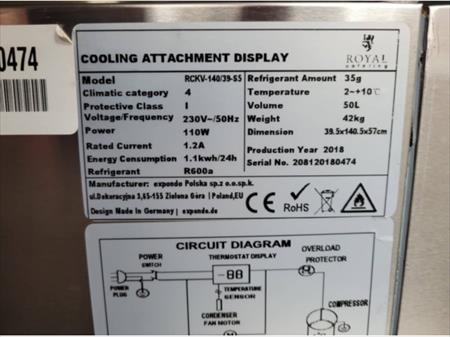 0474
COOLING ATTACHMENT DISPLAY
ROYAL
catering
Model RCKV-140/39-S5
Climatic category 4
Protective Class I
Voltage/Frequency 230V~/50Hz
Power 110W
Rated Current 1.2A
Energy Consumption 1.1kwh/24h
Refrigerant R600a
Refrigerant Amount 35g
Temperature 2~+10℃
Volume 50L
Weight 42kg
Dimension 39.5x140.5x57cm
Production Year 2018
Serial No. 208120180474
Manufacturer: expondo Polska sp.z o.o.sp.k.
ul.Dekoracyjna 3,65-155 Zielona Góra | Poland,EU
Design Made In Germany | expondo.de
CE
RoHS
CIRCUIT DIAGRAM
POWER SWITCH
THERMOSTAT DISPLAY
OVERLOAD PROTECTOR
-88
POWER PLUG
TEMPERATURE SENSOR
CONDENSER FAN MOTOR
COMPRESSOR